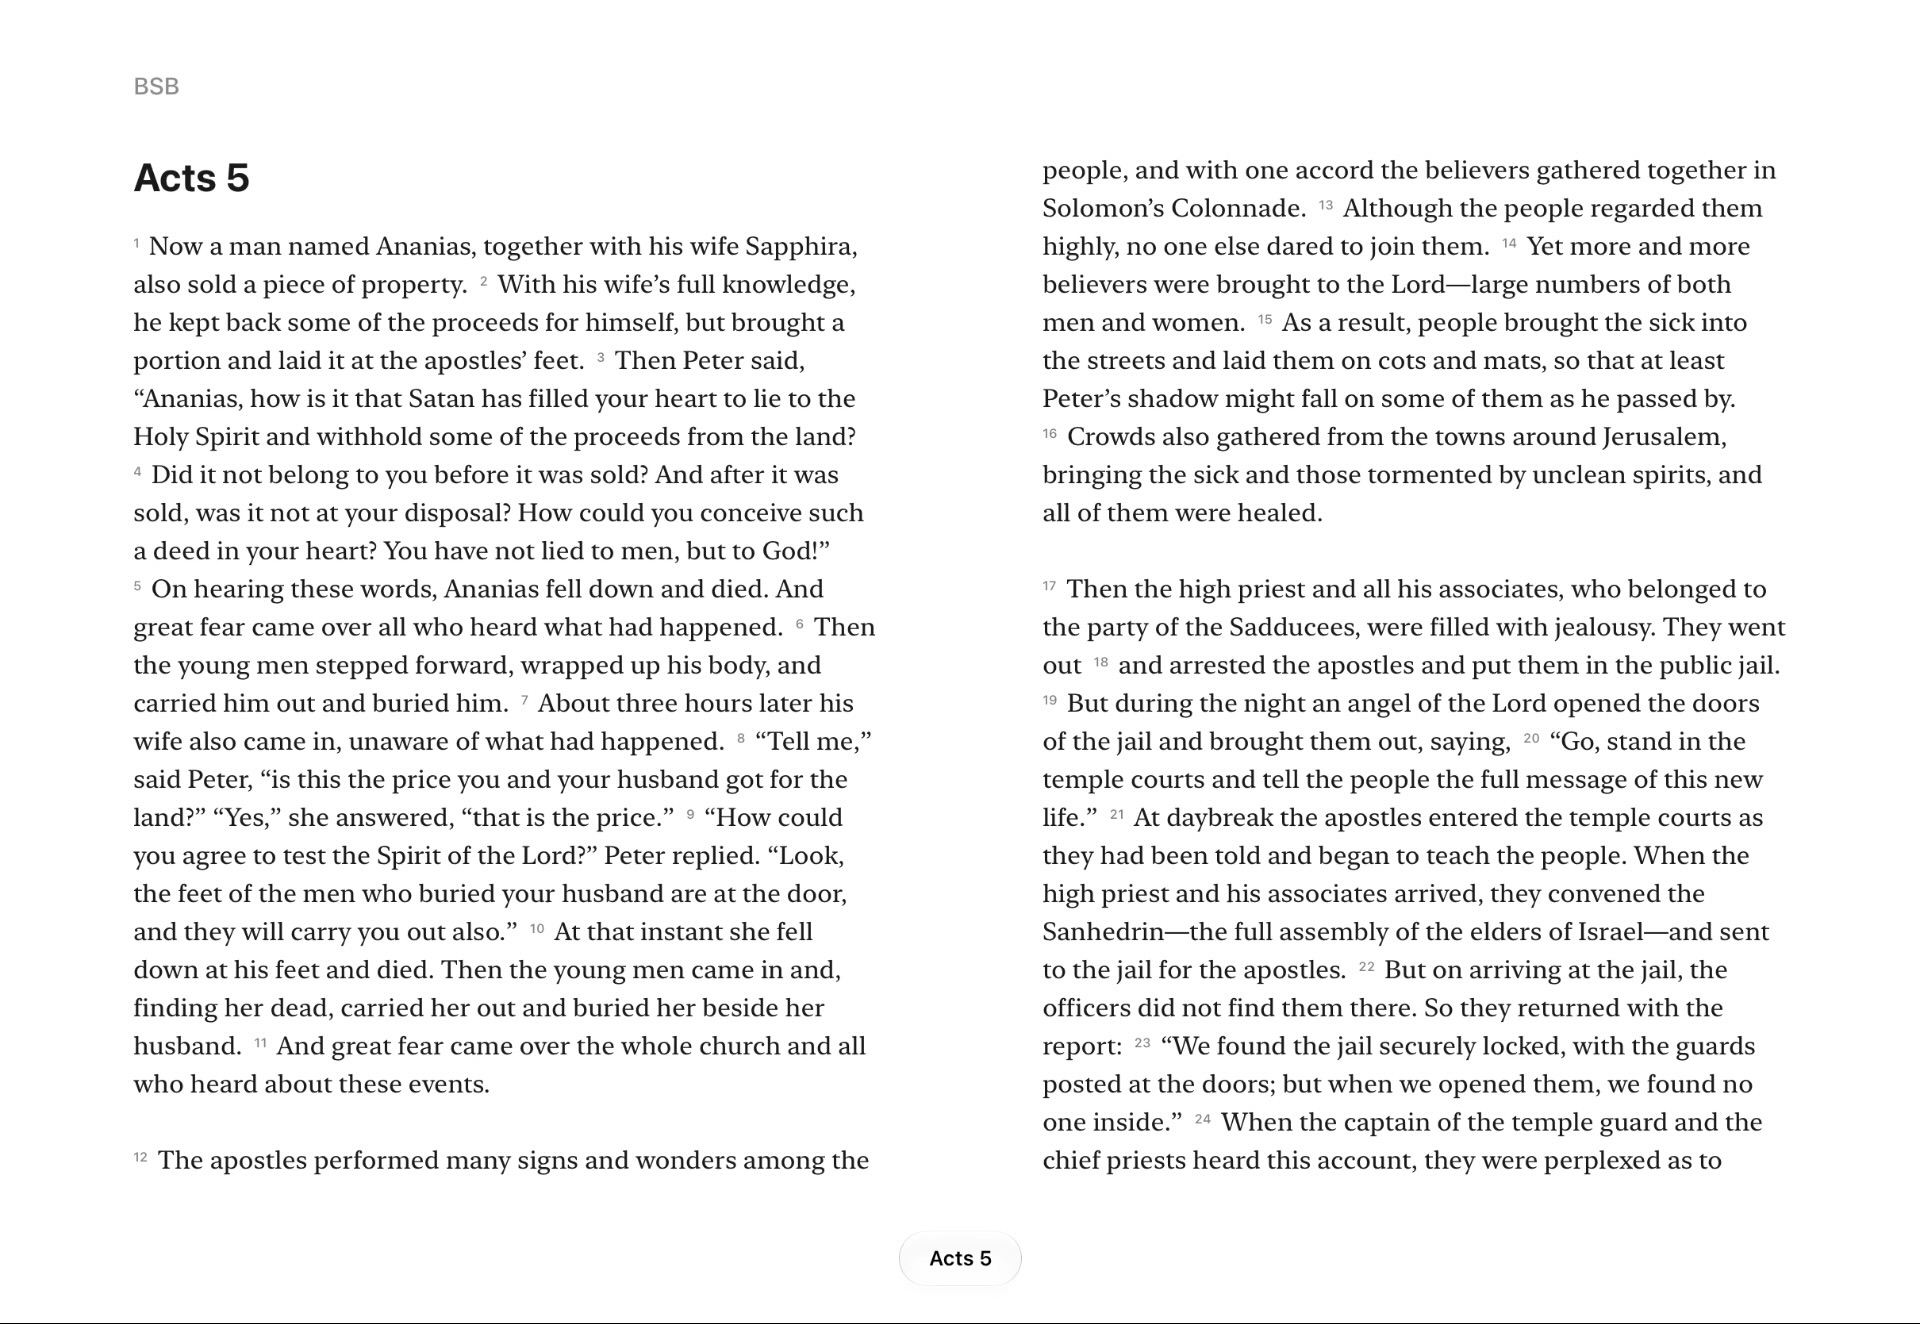 BSB
Acts 5
1 Now a man named Ananias, together with his wife Sapphira,
also sold a piece of property. 2 With his wife’s full knowledge,
he kept back some of the proceeds for himself, but brought a
portion and laid it at the apostles’ feet. 3 Then Peter said,
“Ananias, how is it that Satan has filled your heart to lie to the
Holy Spirit and withhold some of the proceeds from the land?
4 Did it not belong to you before it was sold? And after it was
sold, was it not at your disposal? How could you conceive such
a deed in your heart? You have not lied to men, but to God!”
5 On hearing these words, Ananias fell down and died. And
great fear came over all who heard what had happened. 6 Then
the young men stepped forward, wrapped up his body, and
carried him out and buried him. 7 About three hours later his
wife also came in, unaware of what had happened. 8 “Tell me,”
said Peter, “is this the price you and your husband got for the
land?” “Yes,” she answered, “that is the price.” 9 “How could
you agree to test the Spirit of the Lord?” Peter replied. “Look,
the feet of the men who buried your husband are at the door,
and they will carry you out also.” 10 At that instant she fell
down at his feet and died. Then the young men came in and,
finding her dead, carried her out and buried her beside her
husband. 11 And great fear came over the whole church and all
who heard about these events.
12 The apostles performed many signs and wonders among the
people, and with one accord the believers gathered together in
Solomon’s Colonnade. 13 Although the people regarded them
highly, no one else dared to join them. 14 Yet more and more
believers were brought to the Lord—large numbers of both
men and women. 15 As a result, people brought the sick into
the streets and laid them on cots and mats, so that at least
Peter’s shadow might fall on some of them as he passed by.
16 Crowds also gathered from the towns around Jerusalem,
bringing the sick and those tormented by unclean spirits, and
all of them were healed.
17 Then the high priest and all his associates, who belonged to
the party of the Sadducees, were filled with jealousy. They went
out 18 and arrested the apostles and put them in the public jail.
19 But during the night an angel of the Lord opened the doors
of the jail and brought them out, saying, 20 “Go, stand in the
temple courts and tell the people the full message of this new
life.” 21 At daybreak the apostles entered the temple courts as
they had been told and began to teach the people. When the
high priest and his associates arrived, they convened the
Sanhedrin—the full assembly of the elders of Israel—and sent
to the jail for the apostles. 22 But on arriving at the jail, the
officers did not find them there. So they returned with the
report: 23 “We found the jail securely locked, with the guards
posted at the doors; but when we opened them, we found no
one inside.” 24 When the captain of the temple guard and the
chief priests heard this account, they were perplexed as to
Acts 5